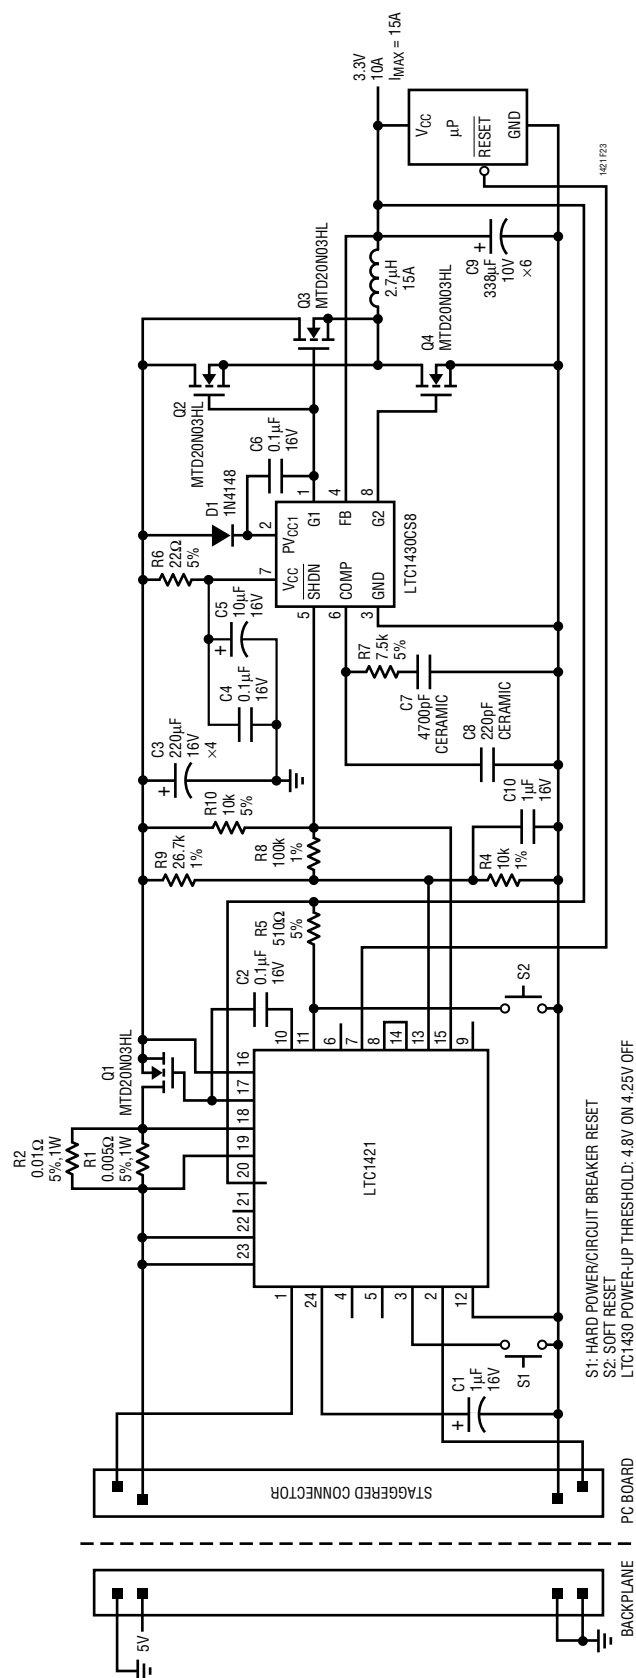 BACKPLANE
5V
PC BOARD
STAGGERED CONNECTOR
R2
0.01Ω
5%,1W
R1
0.005Ω
5%,1W
Q1
MTD20N03HL
1
24
4
5
3
2
12
23
22
21
20
19
18
17
16
10
11
6
7
8
14
13
15
9
LTC1421
C1
1µF
16V
+
S1
C2
0.1µF
16V
R5
510Ω
5%
S2
R9
26.7k
1%
R10
10k
5%
R8
100k
1%
R4
10k
1%
C10
1µF
16V
C3
220µF
16V
×4
+
C4
0.1µF
16V
C5
10µF
16V
+
R6
22Ω
5%
D1
1N4148
C6
0.1µF
16V
7
2
VCC
PVCC1
5
SHDN
6
COMP
3
GND
G1
1
FB
4
G2
8
LTC1430CS8
R7
7.5k
5%
C7
4700pF
CERAMIC
C8
220pF
CERAMIC
Q2
MTD20N03HL
Q3
MTD20N03HL
2.7µH
15A
Q4
MTD20N03HL
C9
338µF
10V
×6
+
3.3V
10A
IMAX = 15A
VCC
µP
RESET
GND
S1: HARD POWER/CIRCUIT BREAKER RESET
S2: SOFT RESET
LTC1430 POWER-UP THRESHOLD: 4.8V ON 4.25V OFF
1421 F23